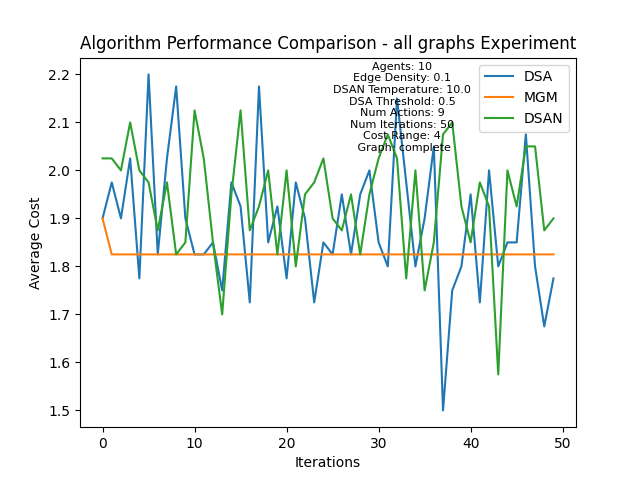 Algorithm Performance Comparison - all graphs Experiment
Agents: 10
Edge Density: 0.1
DSAN Temperature: 10.0
DSA Threshold: 0.5
Num Actions: 9
Num Iterations: 50
Cost Range: 4
Graph: complete
DSA
MGM
DSAN
2.2
2.1
2.0
1.9
1.8
1.7
1.6
1.5
Average Cost
0
10
20
30
40
50
Iterations